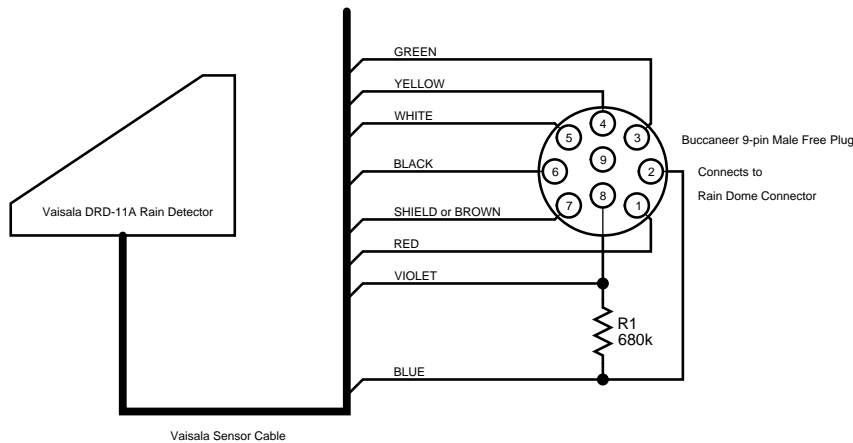 GREEN
YELLOW
WHITE
BLACK
SHIELD or BROWN
RED
VIOLET
BLUE
4
5
3
9
6
2
8
7
1
Buccaneer 9-pin Male Free Plug
Connects to
Rain Dome Connector
Vaisala DRD-11A Rain Detector
R1
680k
Vaisala Sensor Cable